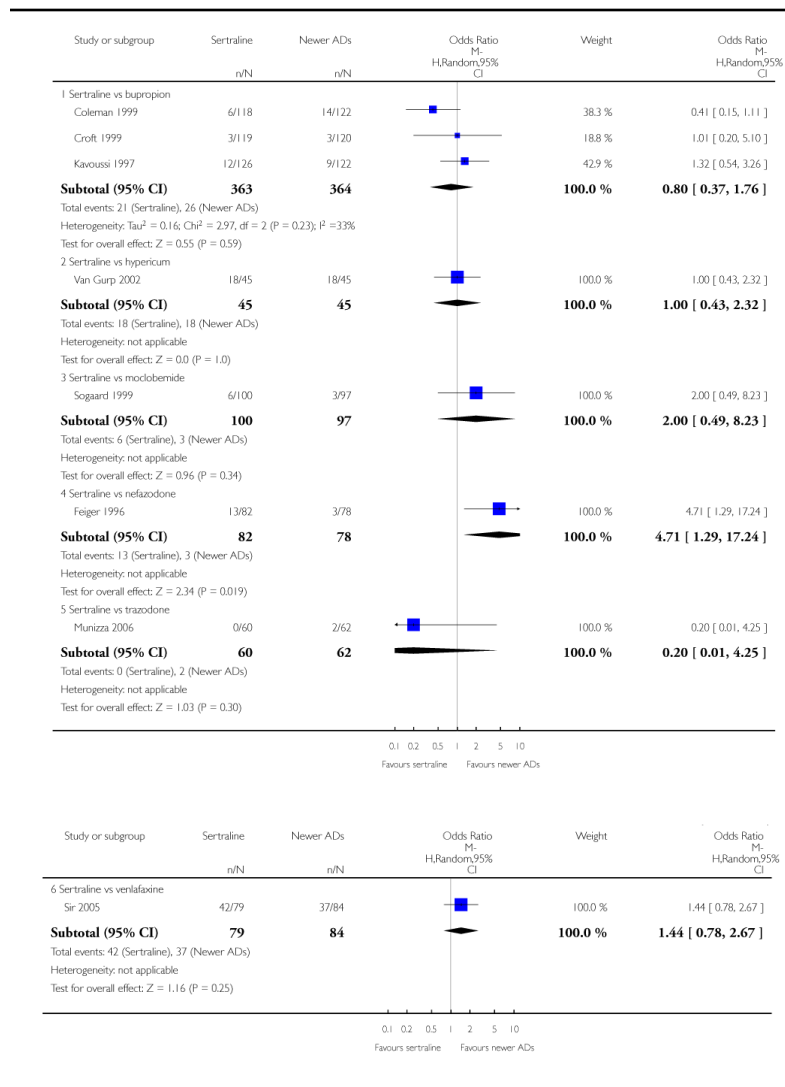 Study or subgroup Sertraline Newer ADs Odds Ratio Weight Odds Ratio
M- M-
H,Random,95% H,Random,95%
n/N n/N CI CI
1 Sertraline vs bupropion
Coleman 1999 6/118 14/122 38.3 % 0.41 [ 0.15, 1.11 ]
Croft 1999 3/119 3/120 18.8 % 1.01 [ 0.20, 5.10 ]
Kavoussi 1997 12/126 9/122 42.9 % 1.32 [ 0.54, 3.26 ]
Subtotal (95% CI) 363 364 100.0 % 0.80 [ 0.37, 1.76 ]
Total events: 21 (Sertraline), 26 (Newer ADs)
Heterogeneity: Tau² = 0.16; Chi² = 2.97, df = 2 (P = 0.23); I² =33%
Test for overall effect: Z = 0.55 (P = 0.59)
2 Sertraline vs hypericum
Van Gurp 2002 18/45 18/45 100.0 % 1.00 [ 0.43, 2.32 ]
Subtotal (95% CI) 45 45 100.0 % 1.00 [ 0.43, 2.32 ]
Total events: 18 (Sertraline), 18 (Newer ADs)
Heterogeneity: not applicable
Test for overall effect: Z = 0.0 (P = 1.0)
3 Sertraline vs moclobemide
Sogaard 1999 6/100 3/97 100.0 % 2.00 [ 0.49, 8.23 ]
Subtotal (95% CI) 100 97 100.0 % 2.00 [ 0.49, 8.23 ]
Total events: 6 (Sertraline), 3 (Newer ADs)
Heterogeneity: not applicable
Test for overall effect: Z = 0.96 (P = 0.34)
4 Sertraline vs nefazodone
Feiger 1996 13/82 3/78 100.0 % 4.71 [ 1.29, 17.24 ]
Subtotal (95% CI) 82 78 100.0 % 4.71 [ 1.29, 17.24 ]
Total events: 13 (Sertraline), 3 (Newer ADs)
Heterogeneity: not applicable
Test for overall effect: Z = 2.34 (P = 0.019)
5 Sertraline vs trazodone
Munizza 2006 0/60 2/62 100.0 % 0.20 [ 0.01, 4.25 ]
Subtotal (95% CI) 60 62 100.0 % 0.20 [ 0.01, 4.25 ]
Total events: 0 (Sertraline), 2 (Newer ADs)
Heterogeneity: not applicable
Test for overall effect: Z = 1.03 (P = 0.30)
0.1 0.2 0.5 1 2 5 10
Favours sertraline Favours newer ADs
Study or subgroup Sertraline Newer ADs Odds Ratio Weight Odds Ratio
M- M-
H,Random,95% H,Random,95%
n/N n/N CI CI
6 Sertraline vs venlafaxine
Sir 2005 42/79 37/84 100.0 % 1.44 [ 0.78, 2.67 ]
Subtotal (95% CI) 79 84 100.0 % 1.44 [ 0.78, 2.67 ]
Total events: 42 (Sertraline), 37 (Newer ADs)
Heterogeneity: not applicable
Test for overall effect: Z = 1.16 (P = 0.25)
0.1 0.2 0.5 1 2 5 10
Favours sertraline Favours newer ADs